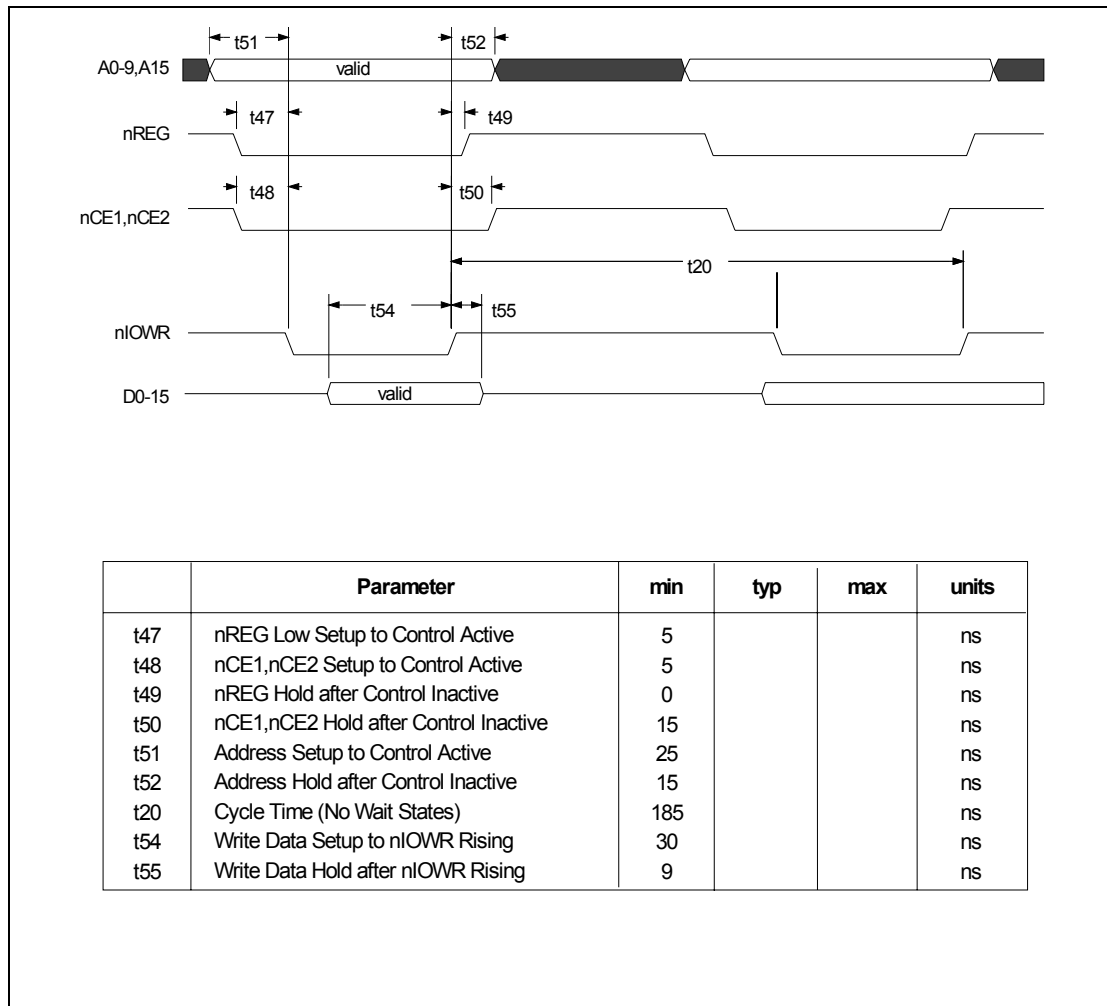 t51 t52
A0-9,A15 valid
t47 t49
nREG
t48 t50
nCE1,nCE2
t20
t54 t55
nIOWR
D0-15 valid
Parameter min typ max units
t47 nREG Low Setup to Control Active 5 ns
t48 nCE1,nCE2 Setup to Control Active 5 ns
t49 nREG Hold after Control Inactive 0 ns
t50 nCE1,nCE2 Hold after Control Inactive 15 ns
t51 Address Setup to Control Active 25 ns
t52 Address Hold after Control Inactive 15 ns
t20 Cycle Time (No Wait States) 185 ns
t54 Write Data Setup to nIOWR Rising 30 ns
t55 Write Data Hold after nIOWR Rising 9 ns